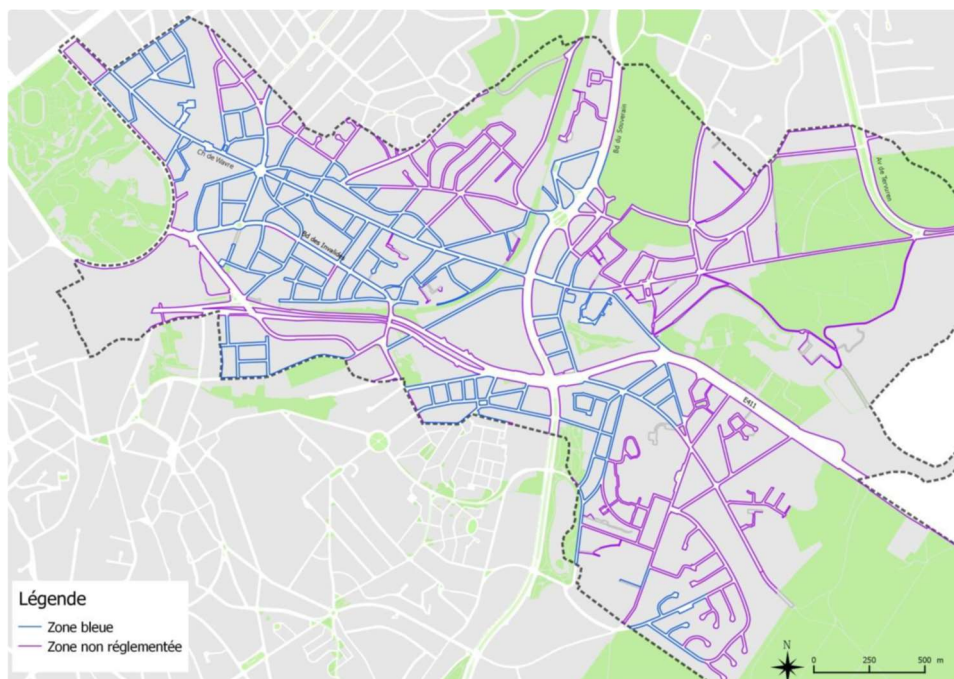 Bd du Souverain
Ch de Wavre
Av de Tervuren
Bd des Invalides
E411
Légende
Zone bleue
Zone non réglementée
N
0 250 500 m